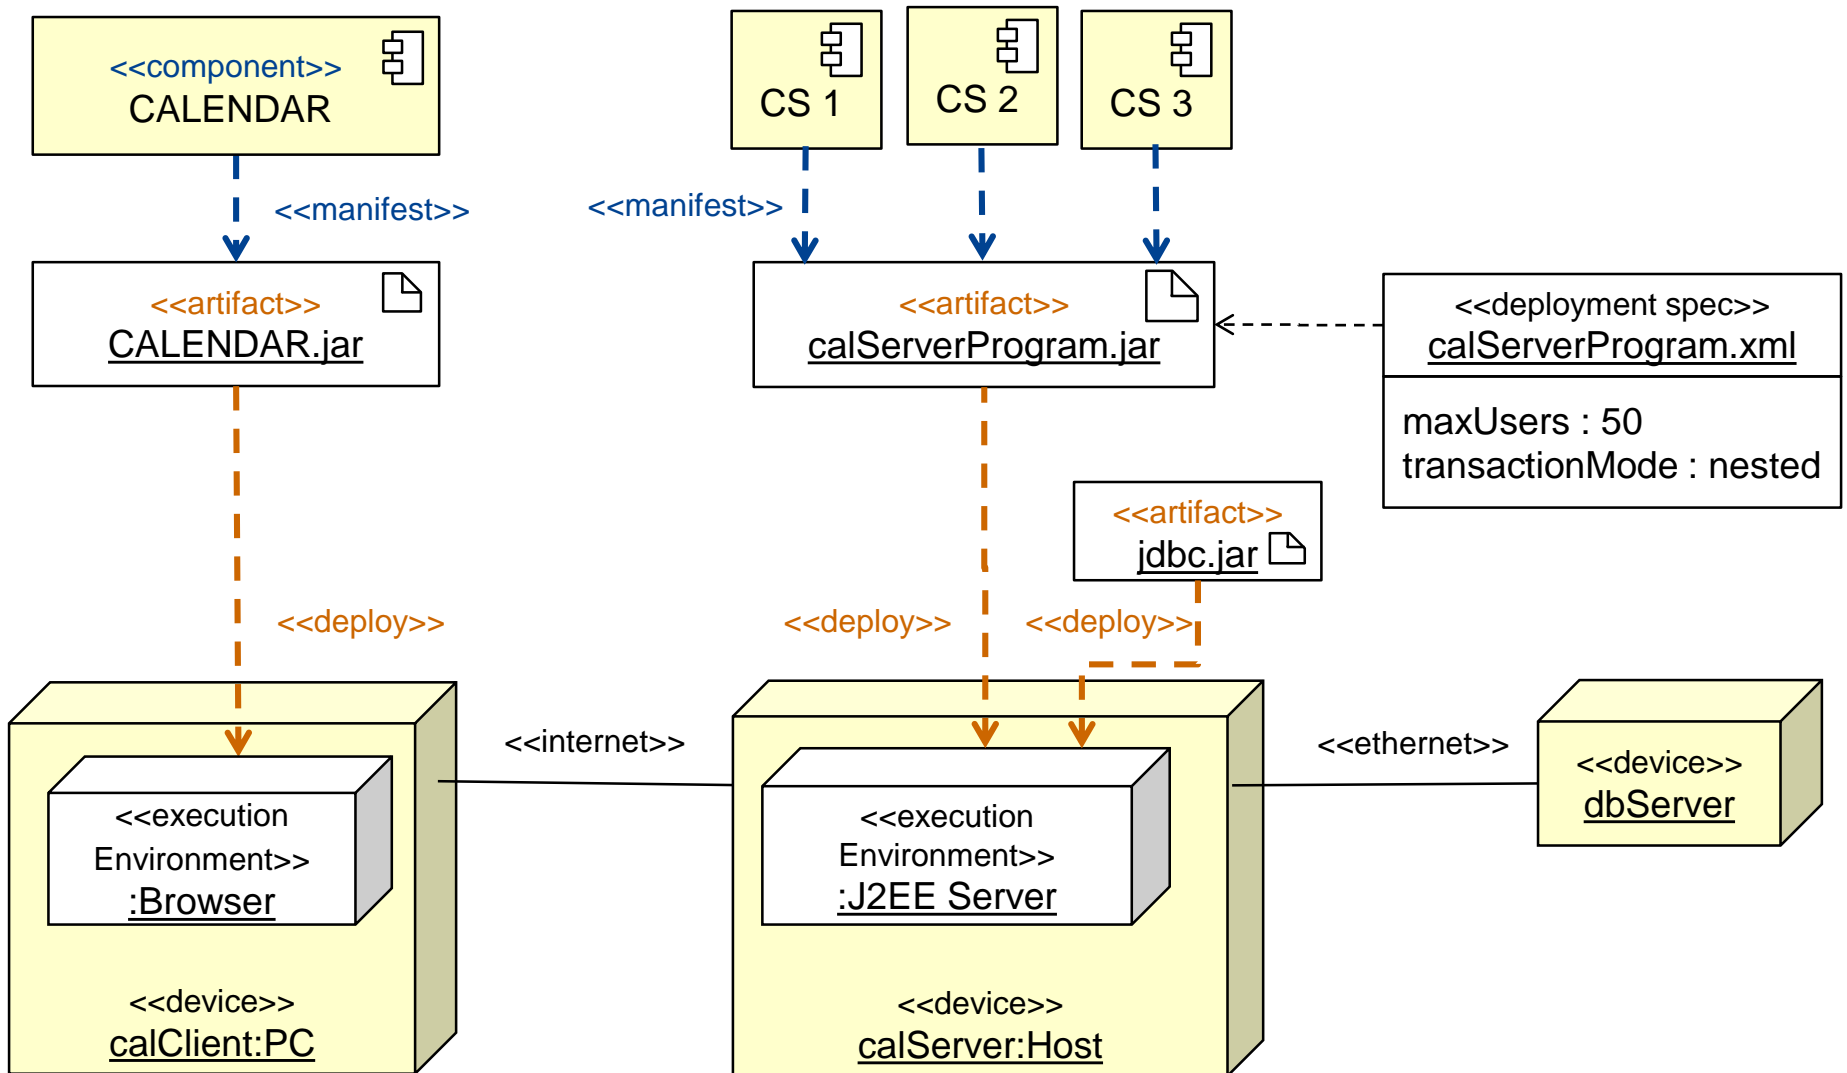 <<component>>
CALENDAR
CS 1
CS 2
CS 3
<<manifest>>
<<manifest>>
<<artifact>>
CALENDAR.jar
<<artifact>>
calServerProgram.jar
<<deployment spec>>
calServerProgram.xml
maxUsers : 50
transactionMode : nested
<<artifact>>
jdbc.jar
<<deploy>>
<<deploy>>
<<deploy>>
<<internet>>
<<ethernet>>
<<execution
Environment>>
:Browser
<<device>>
calClient:PC
<<execution
Environment>>
:J2EE Server
<<device>>
calServer:Host
<<device>>
dbServer